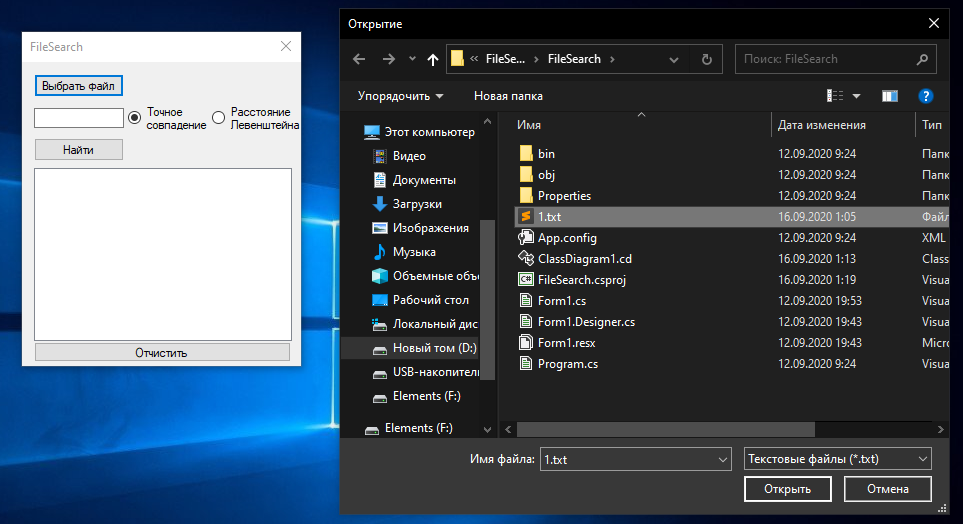 FileSearch
Выбрать файл
Точное совпадение
Расстояние Левенштейна
Найти
Отчистить
Открытие
« FileSe... › FileSearch ›
Поиск: FileSearch
Упорядочить
Новая папка
Этот компьютер
Видео
Документы
Загрузки
Изображения
Музыка
Объемные объ
Рабочий стол
Локальный дис
Новый том (D:)
USB-накопител
Elements (F:)
Elements (F:)
Имя Дата изменения Тип
bin 12.09.2020 9:24 Папк
obj 12.09.2020 9:24 Папк
Properties 12.09.2020 9:24 Папк
1.txt 16.09.2020 1:05 Файл
App.config 12.09.2020 9:24 XML
ClassDiagram1.cd 16.09.2020 1:13 Class
FileSearch.csproj 16.09.2020 1:19 Visua
Form1.cs 12.09.2020 19:53 Visua
Form1.Designer.cs 12.09.2020 19:43 Visua
Form1.resx 12.09.2020 19:43 Micro
Program.cs 12.09.2020 9:24 Visua
Имя файла: 1.txt
Текстовые файлы (*.txt)
Открыть
Отмена